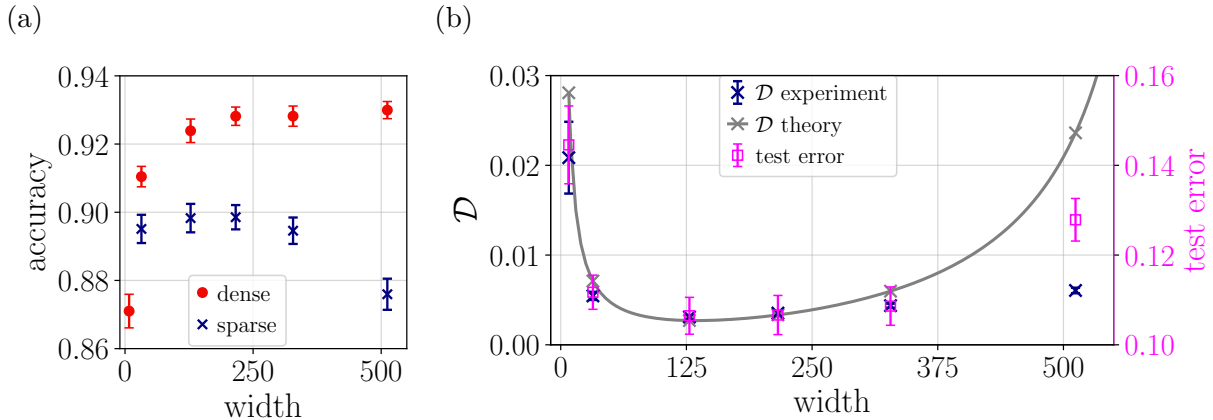 (a)
(b)
accuracy
0.94
0.92
0.90
0.88
0.86
dense
sparse
0
250
500
width
𝒟
0.03
0.02
0.01
0.00
𝒟 experiment
𝒟 theory
test error
0
125
250
375
500
width
0.16
0.14
0.12
0.10
test error